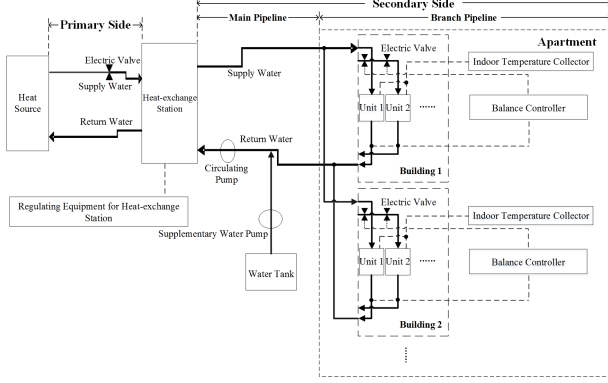 Secondary Side
Main Pipeline
Branch Pipeline
Primary Side
Apartment
Electric Valve
Supply Water
Heat Source
Heat-exchange
Station
Return Water
Supply Water
Return Water
Circulating
Pump
Regulating Equipment for Heat-exchange
Station
Supplementary Water Pump
Water Tank
Electric Valve
Indoor Temperature Collector
Unit 1
Unit 2
······
Balance Controller
Building 1
Electric Valve
Indoor Temperature Collector
Unit 1
Unit 2
······
Balance Controller
Building 2